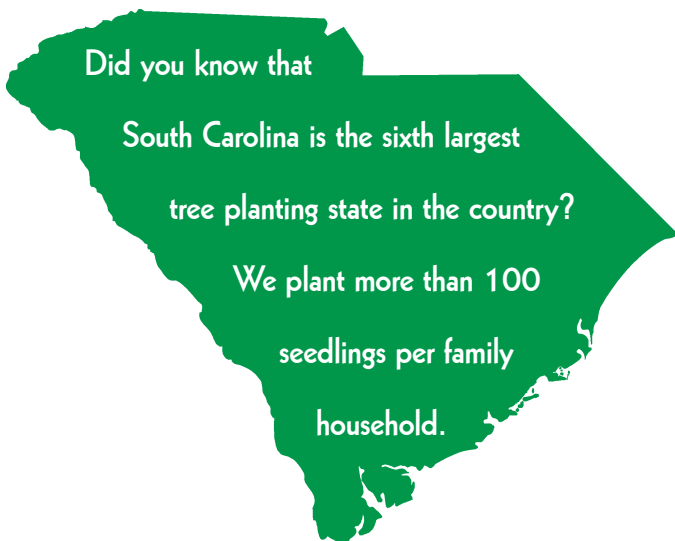 Did you know that
South Carolina is the sixth largest
tree planting state in the country?
We plant more than 100
seedlings per family
household.